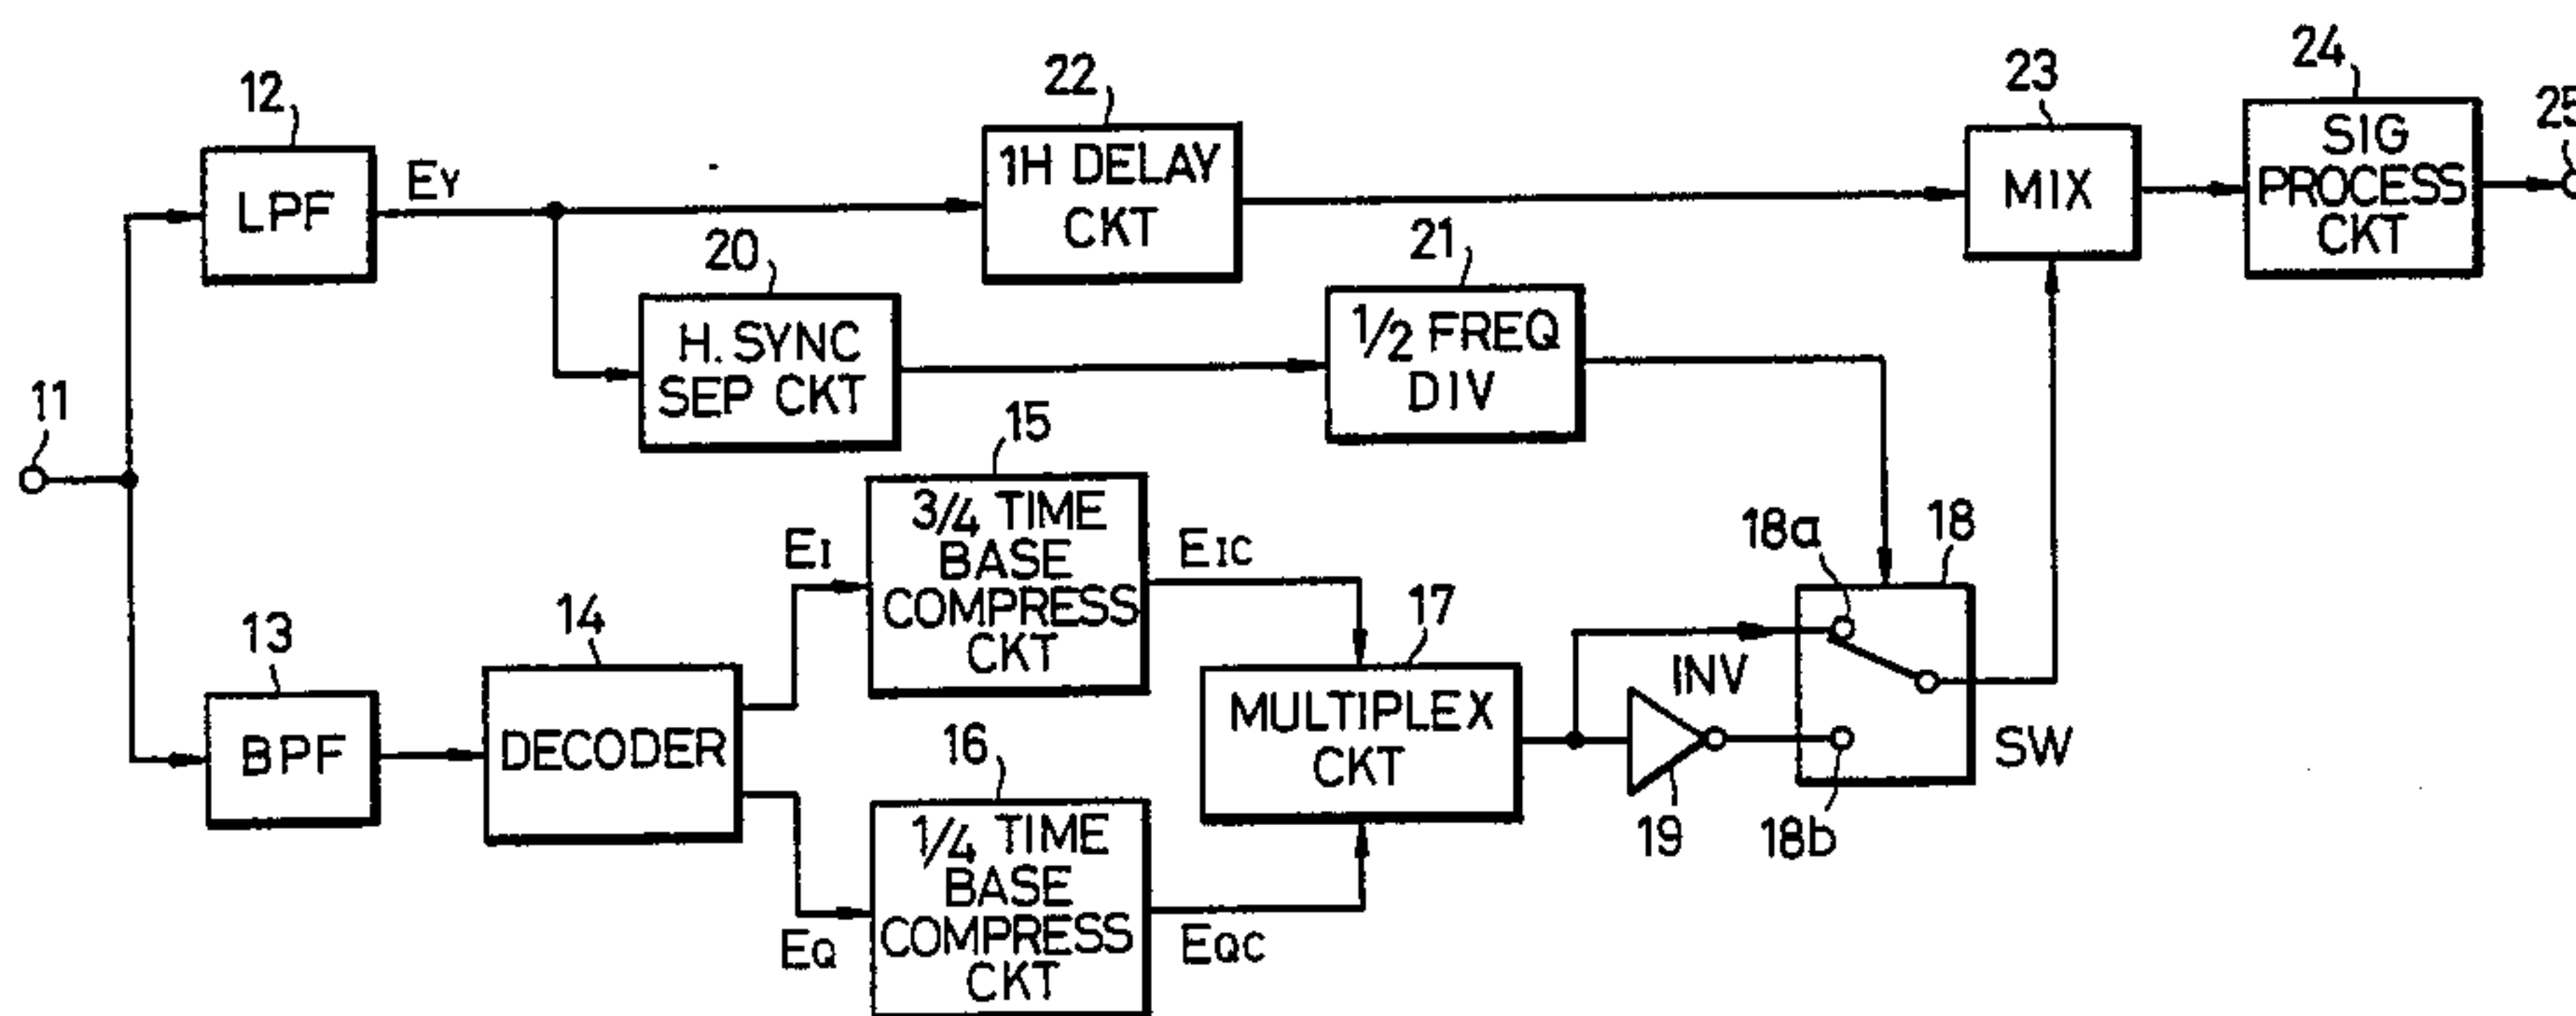 12
LPF
EY
22
1H DELAY
CKT
23
MIX
24
SIG
PROCESS
CKT
25
20
H. SYNC
SEP CKT
21
1/2 FREQ
DIV
11
13
BPF
14
DECODER
EI
15
3/4 TIME
BASE
COMPRESS
CKT
EIC
EQ
16
1/4 TIME
BASE
COMPRESS
CKT
EQC
17
MULTIPLEX
CKT
INV
19
18a
18
18b
SW